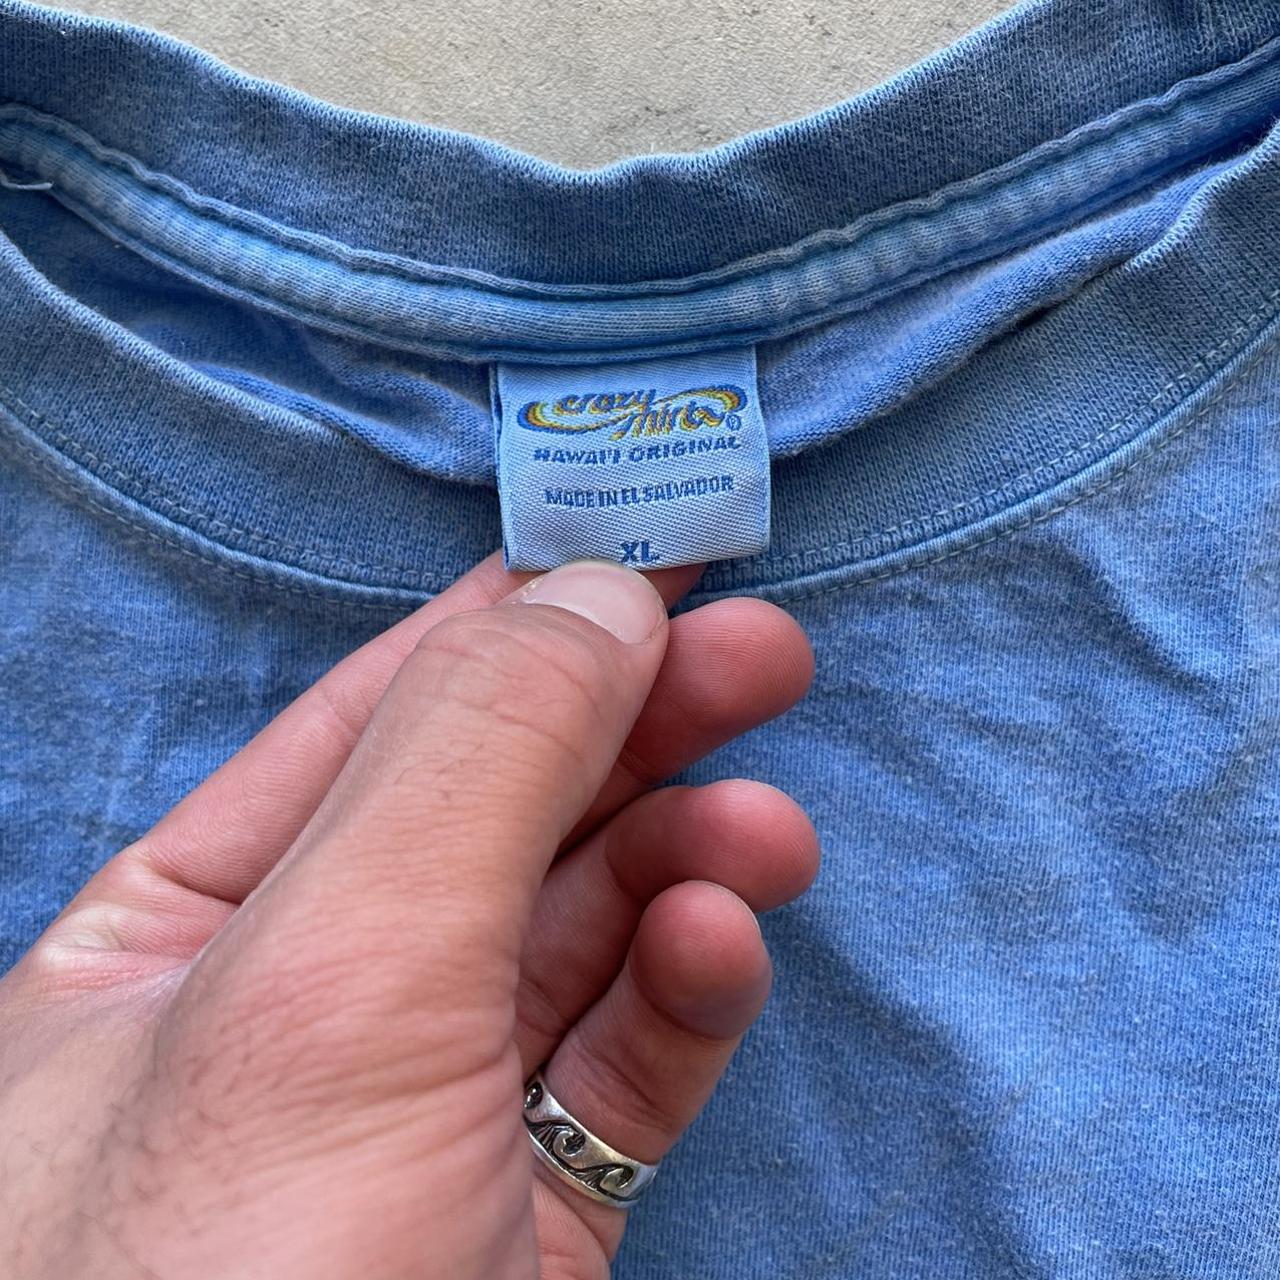 crazy
shirts®
HAWAI'I ORIGINAL
MADE IN EL SALVADOR
XL